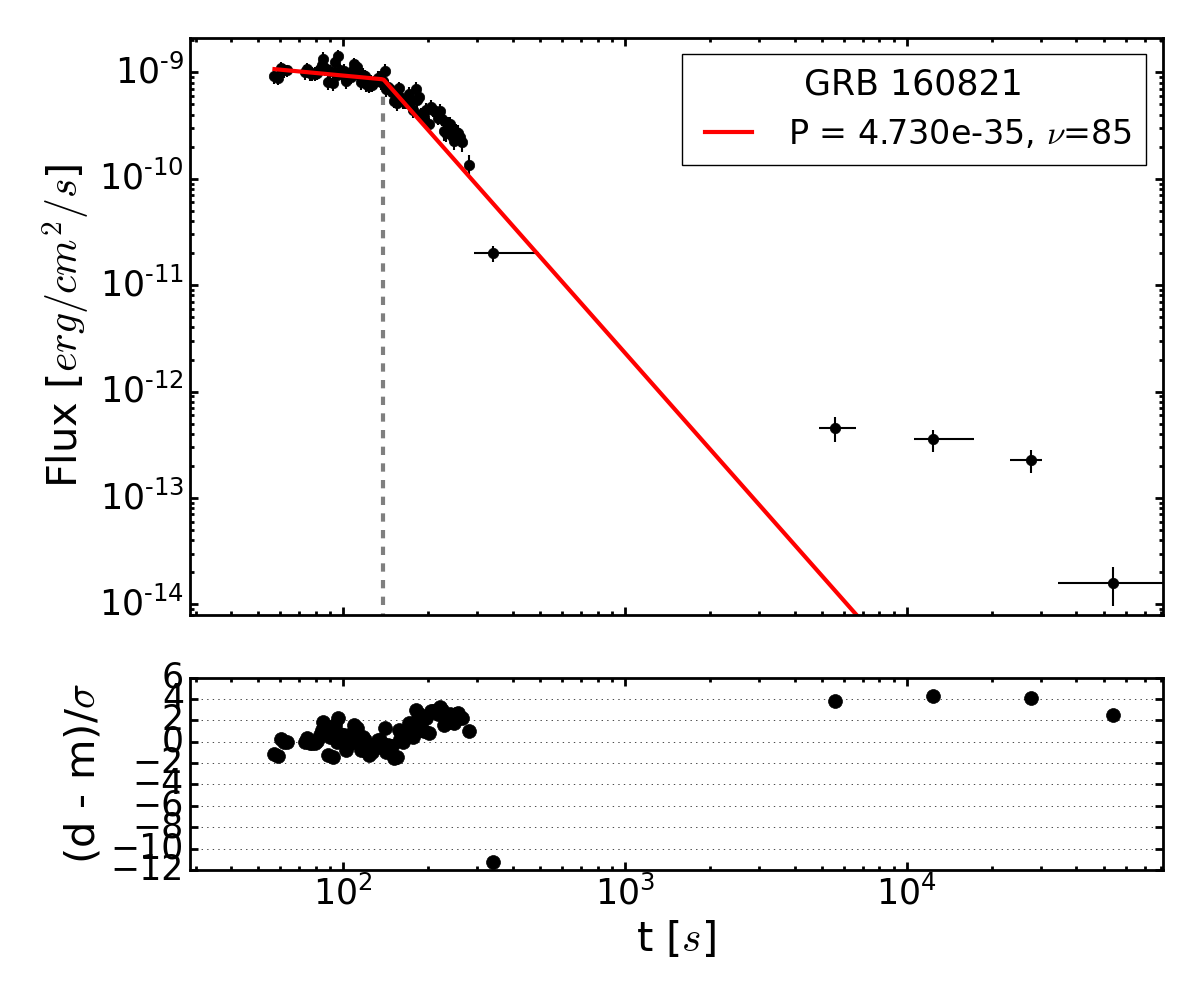 GRB 160821
P = 4.730e-35, ν=85
Flux [erg/cm²/s]
10⁻⁹
10⁻¹⁰
10⁻¹¹
10⁻¹²
10⁻¹³
10⁻¹⁴
(d - m)/σ
6
4
2
0
−2
−4
−6
−8
−10
−12
10² 10³ 10⁴
t [s]